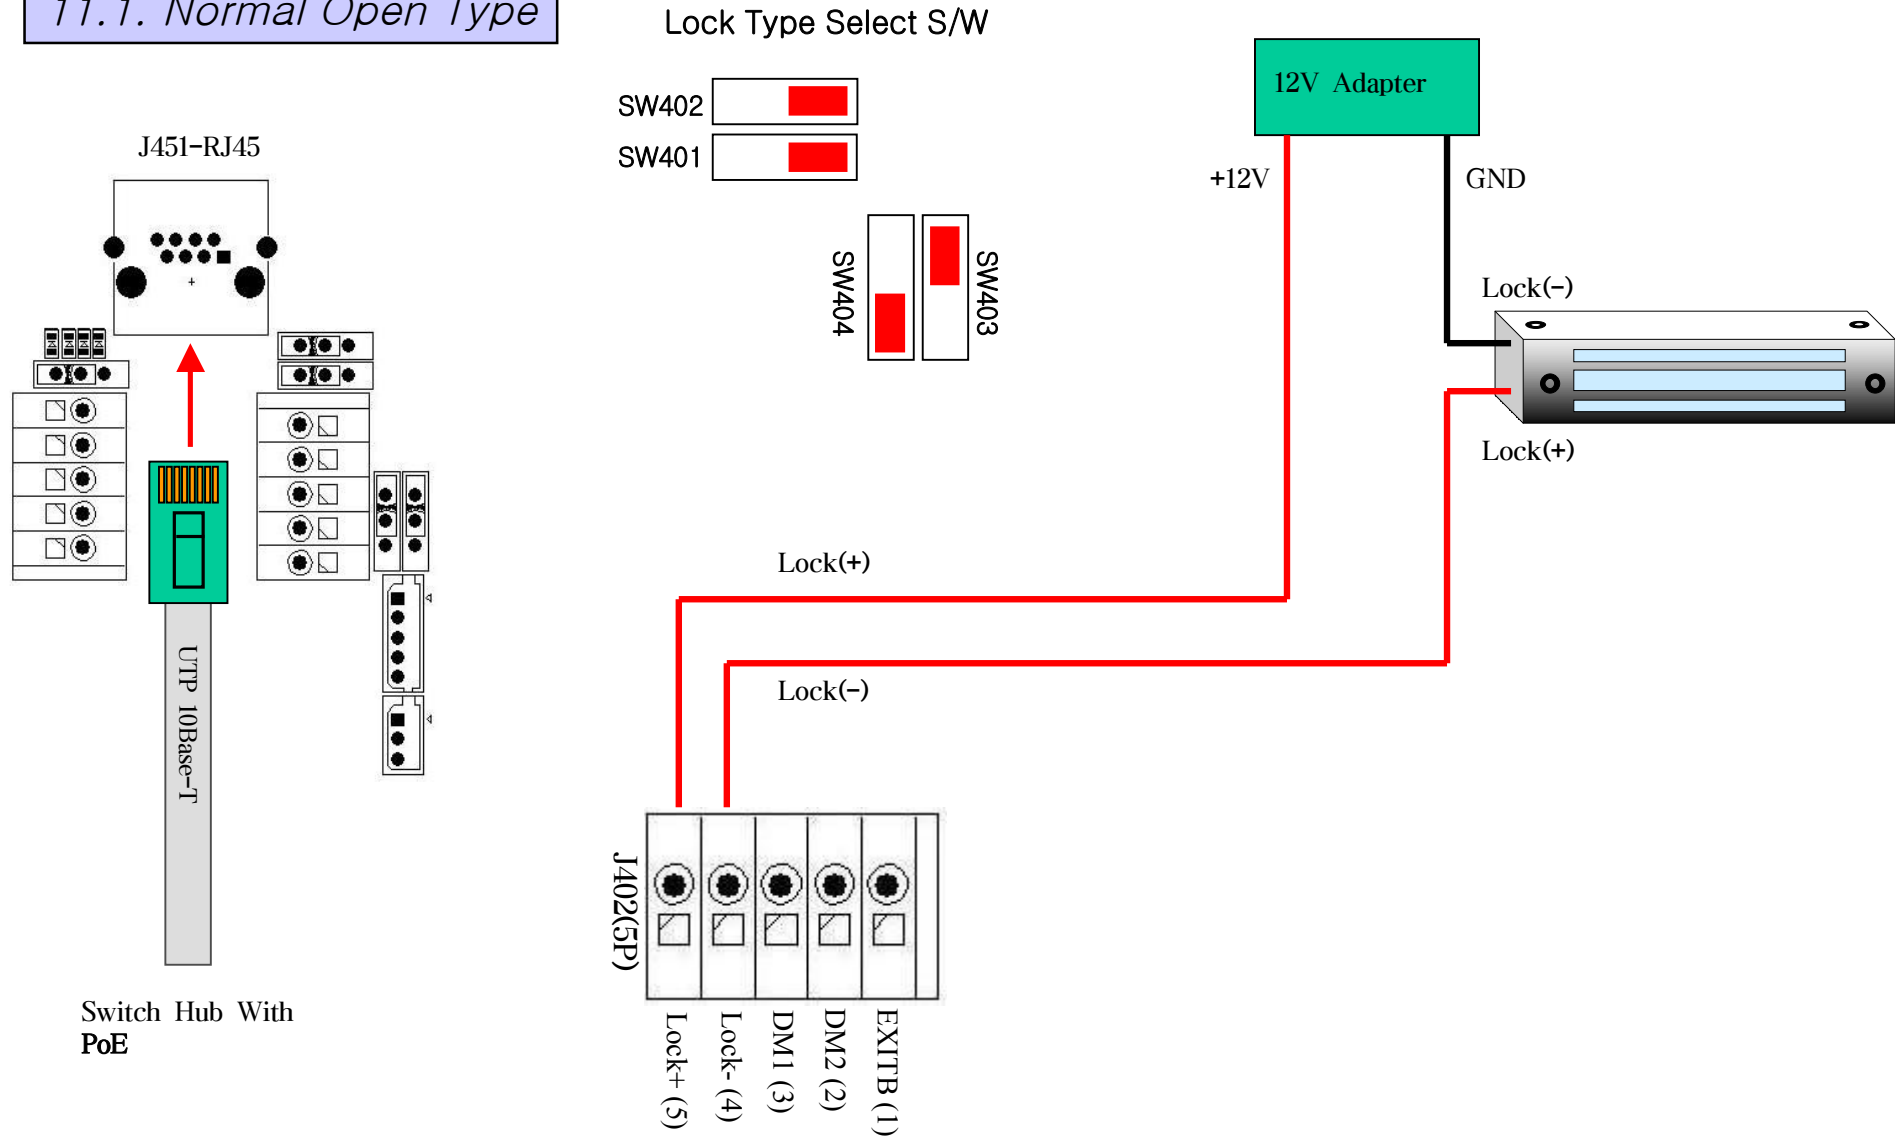 11.1. Normal Open Type
Lock Type Select S/W
12V Adapter
SW402
SW401
J451-RJ45
+12V
GND
SW404
SW403
Lock(-)
Lock(+)
Lock(+)
Lock(-)
UTP 10Base-T
J402(5P)
Switch Hub With
PoE
Lock+ (5)
Lock- (4)
DM1 (3)
DM2 (2)
EXITB (1)